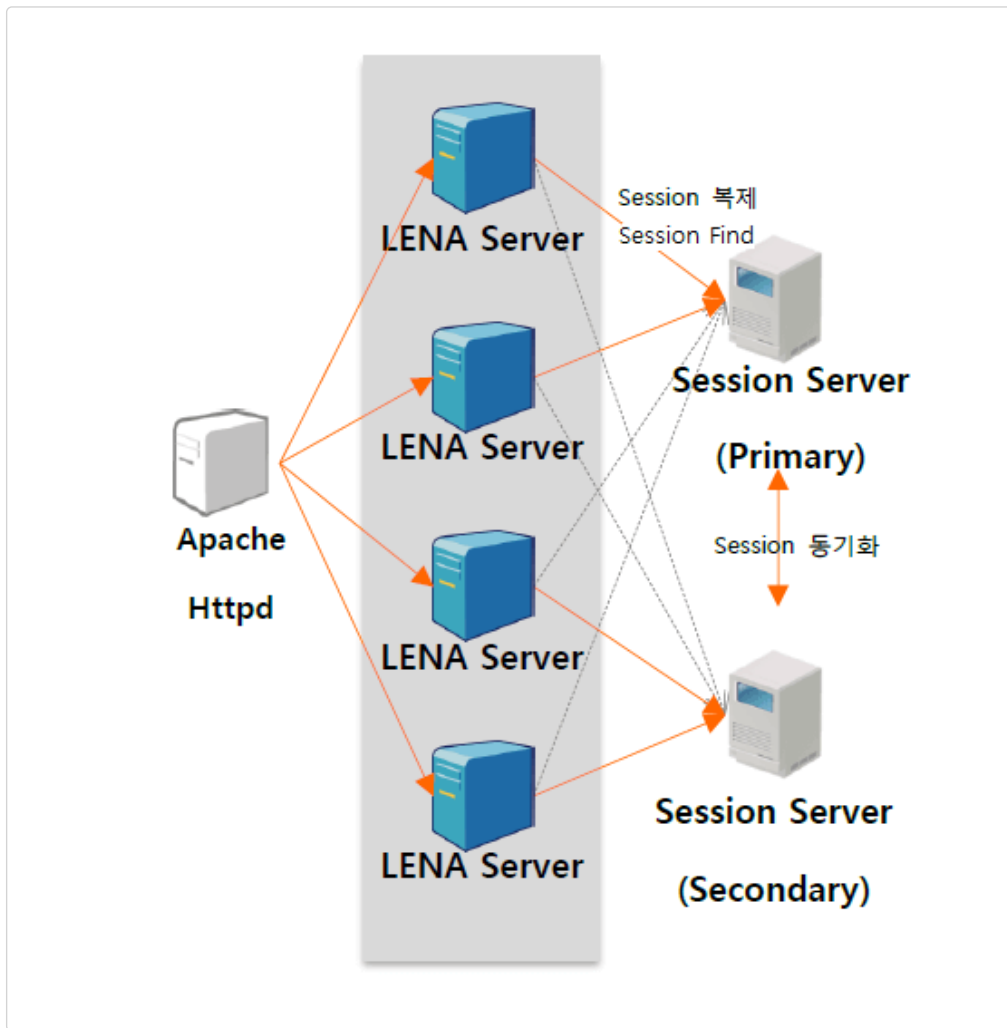 LENA Server
Session 복제
Session Find
LENA Server
Session Server
(Primary)
Apache
Httpd
Session 동기화
LENA Server
LENA Server
Session Server
(Secondary)